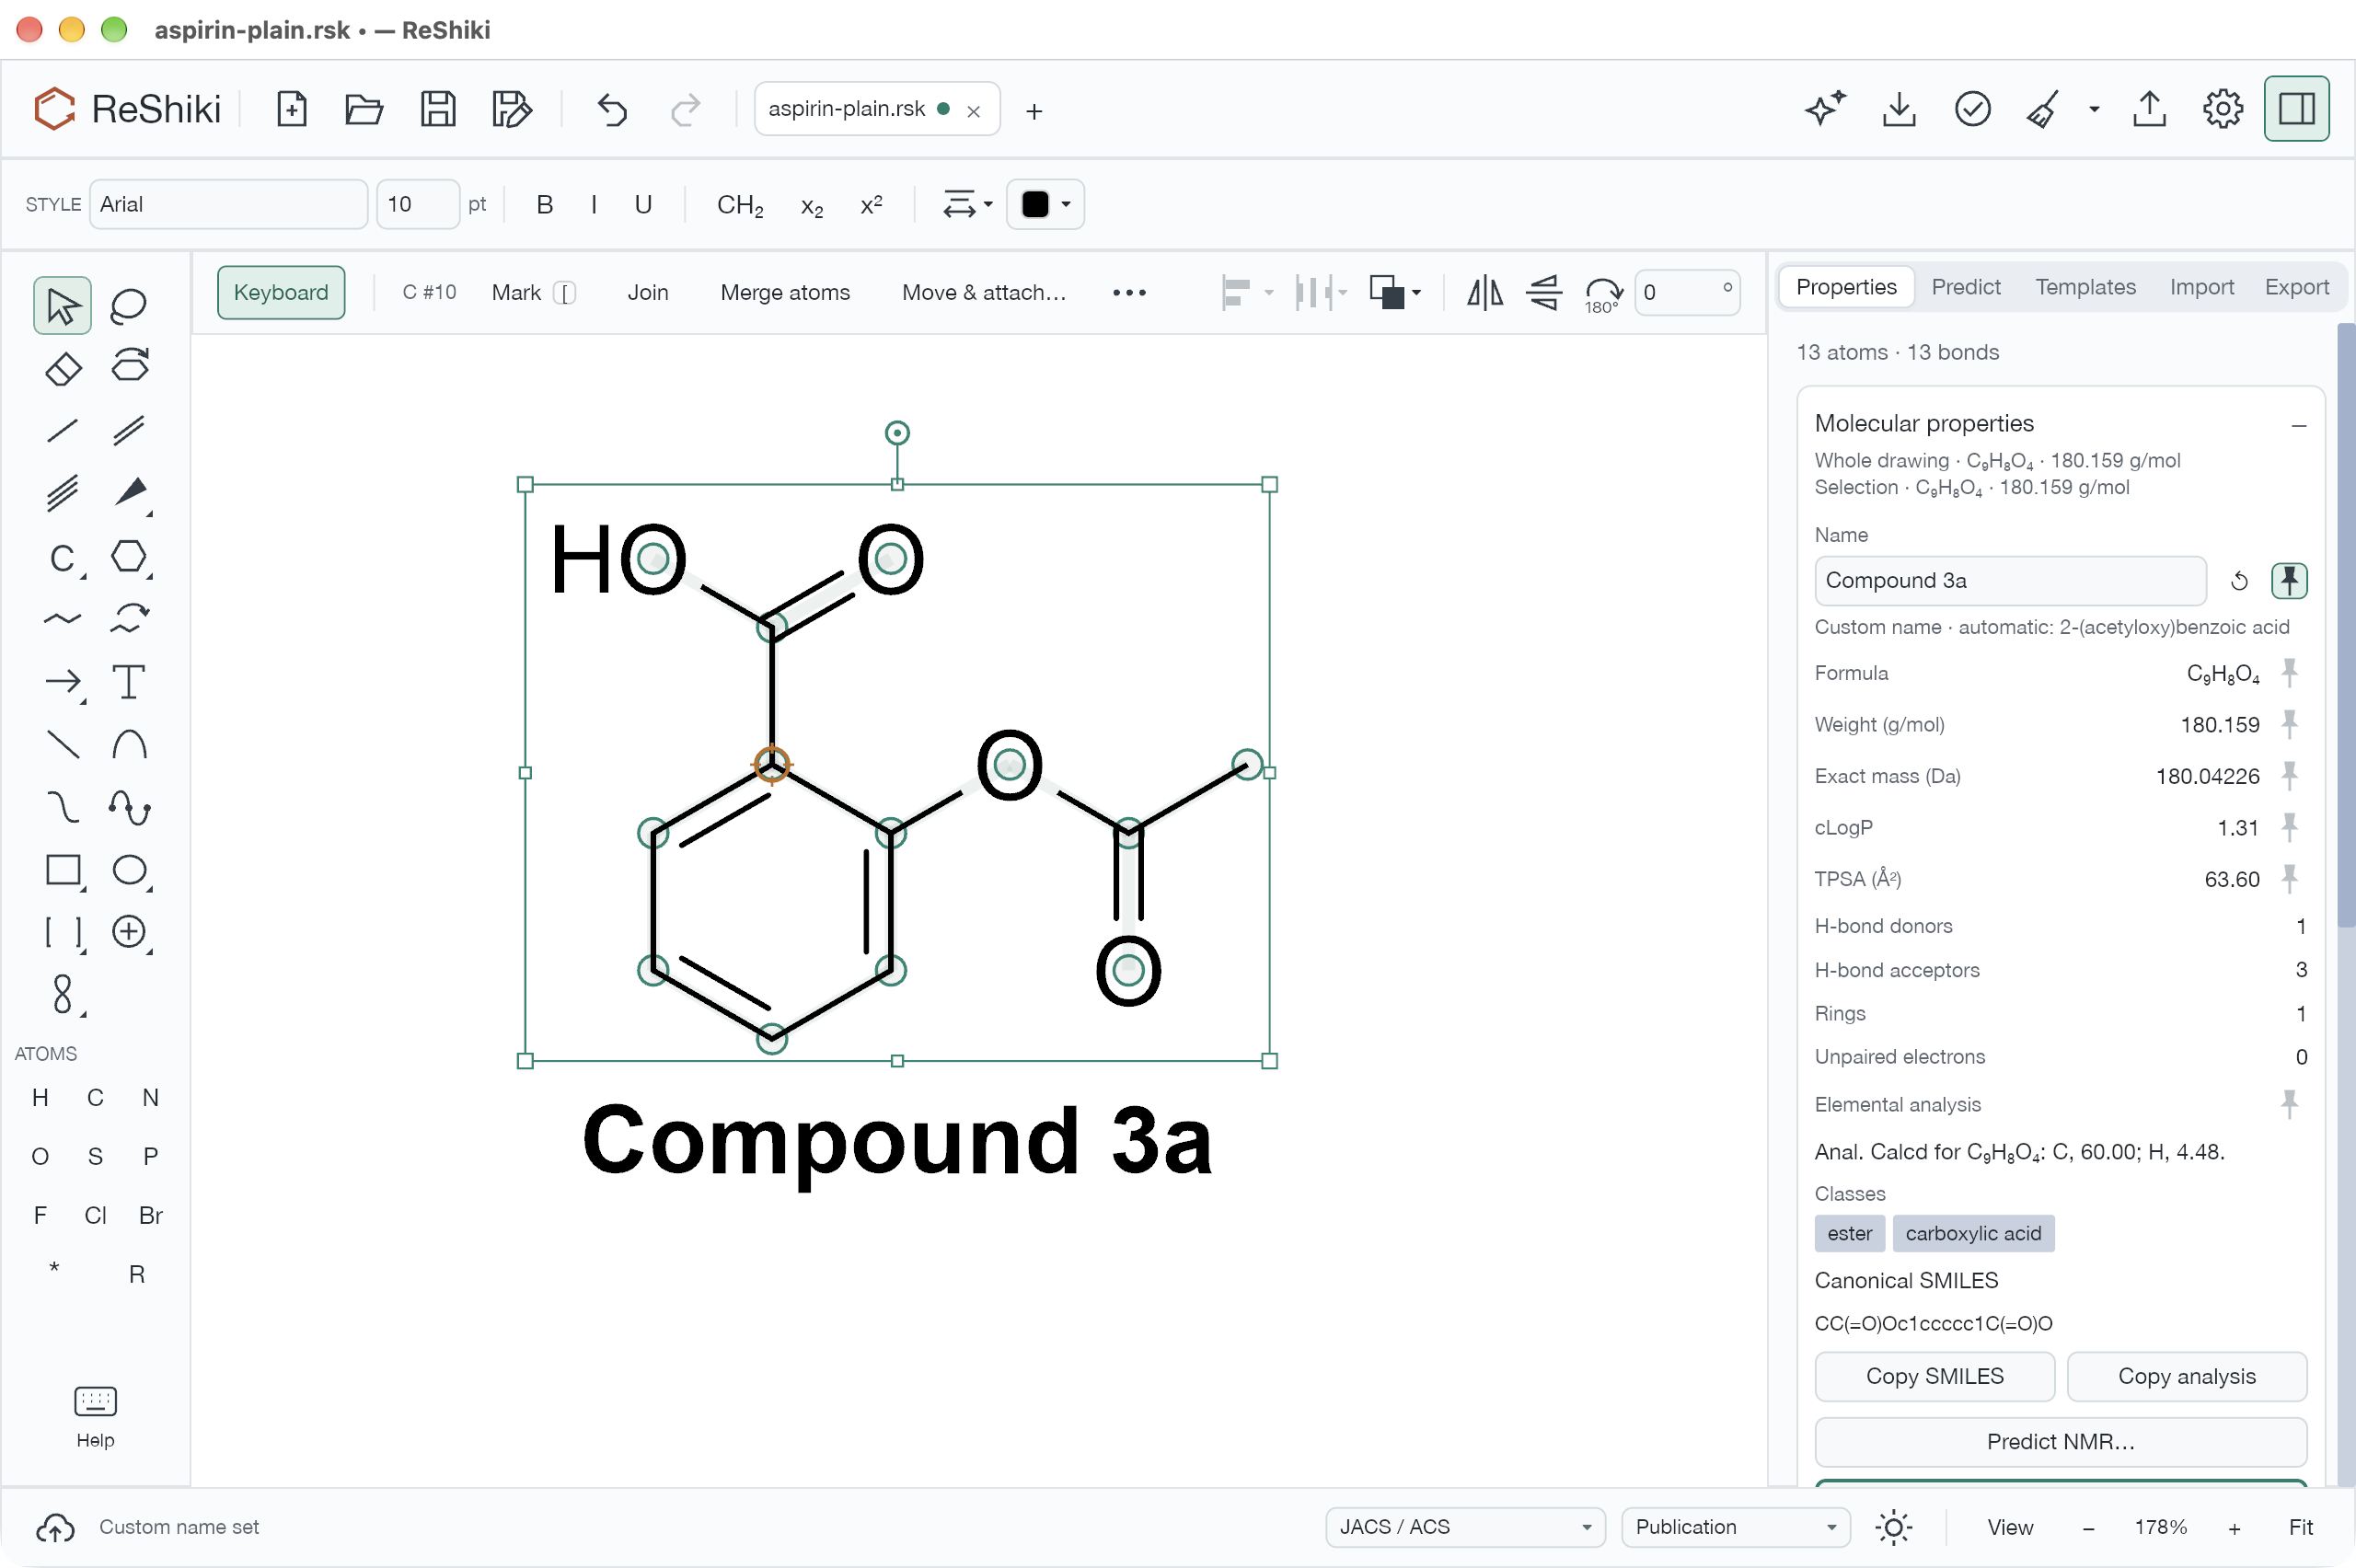 aspirin-plain.rsk • — ReShiki
ReShiki
aspirin-plain.rsk
STYLE Arial 10 pt B I U CH₂ x₂ x²
Keyboard C #10 Mark [ Join Merge atoms Move & attach... 180° 0 °
Properties Predict Templates Import Export
13 atoms · 13 bonds
Molecular properties
Whole drawing · C₉H₈O₄ · 180.159 g/mol
Selection · C₉H₈O₄ · 180.159 g/mol
Name
Compound 3a
Custom name · automatic: 2-(acetyloxy)benzoic acid
Formula C₉H₈O₄
Weight (g/mol) 180.159
Exact mass (Da) 180.04226
cLogP 1.31
TPSA (Å²) 63.60
H-bond donors 1
H-bond acceptors 3
Rings 1
Unpaired electrons 0
Elemental analysis
Anal. Calcd for C₉H₈O₄: C, 60.00; H, 4.48.
Classes
ester carboxylic acid
Canonical SMILES
CC(=O)Oc1ccccc1C(=O)O
Copy SMILES Copy analysis
Predict NMR...
C
T
[ ]
ATOMS
H C N
O S P
F Cl Br
* R
Help
HO O
O
O
Compound 3a
Custom name set
JACS / ACS Publication View − 178% + Fit